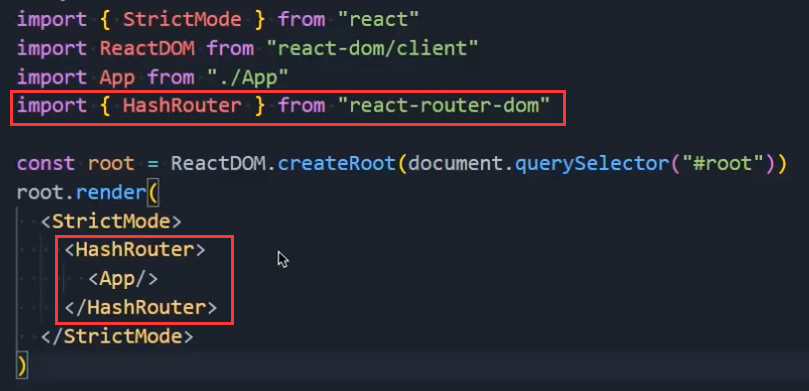 import { StrictMode } from "react"
import ReactDOM from "react-dom/client"
import App from "./App"
import { HashRouter } from "react-router-dom"
const root = ReactDOM.createRoot(document.querySelector("#root"))
root.render(
<StrictMode>
<HashRouter>
<App/>
</HashRouter>
</StrictMode>
)